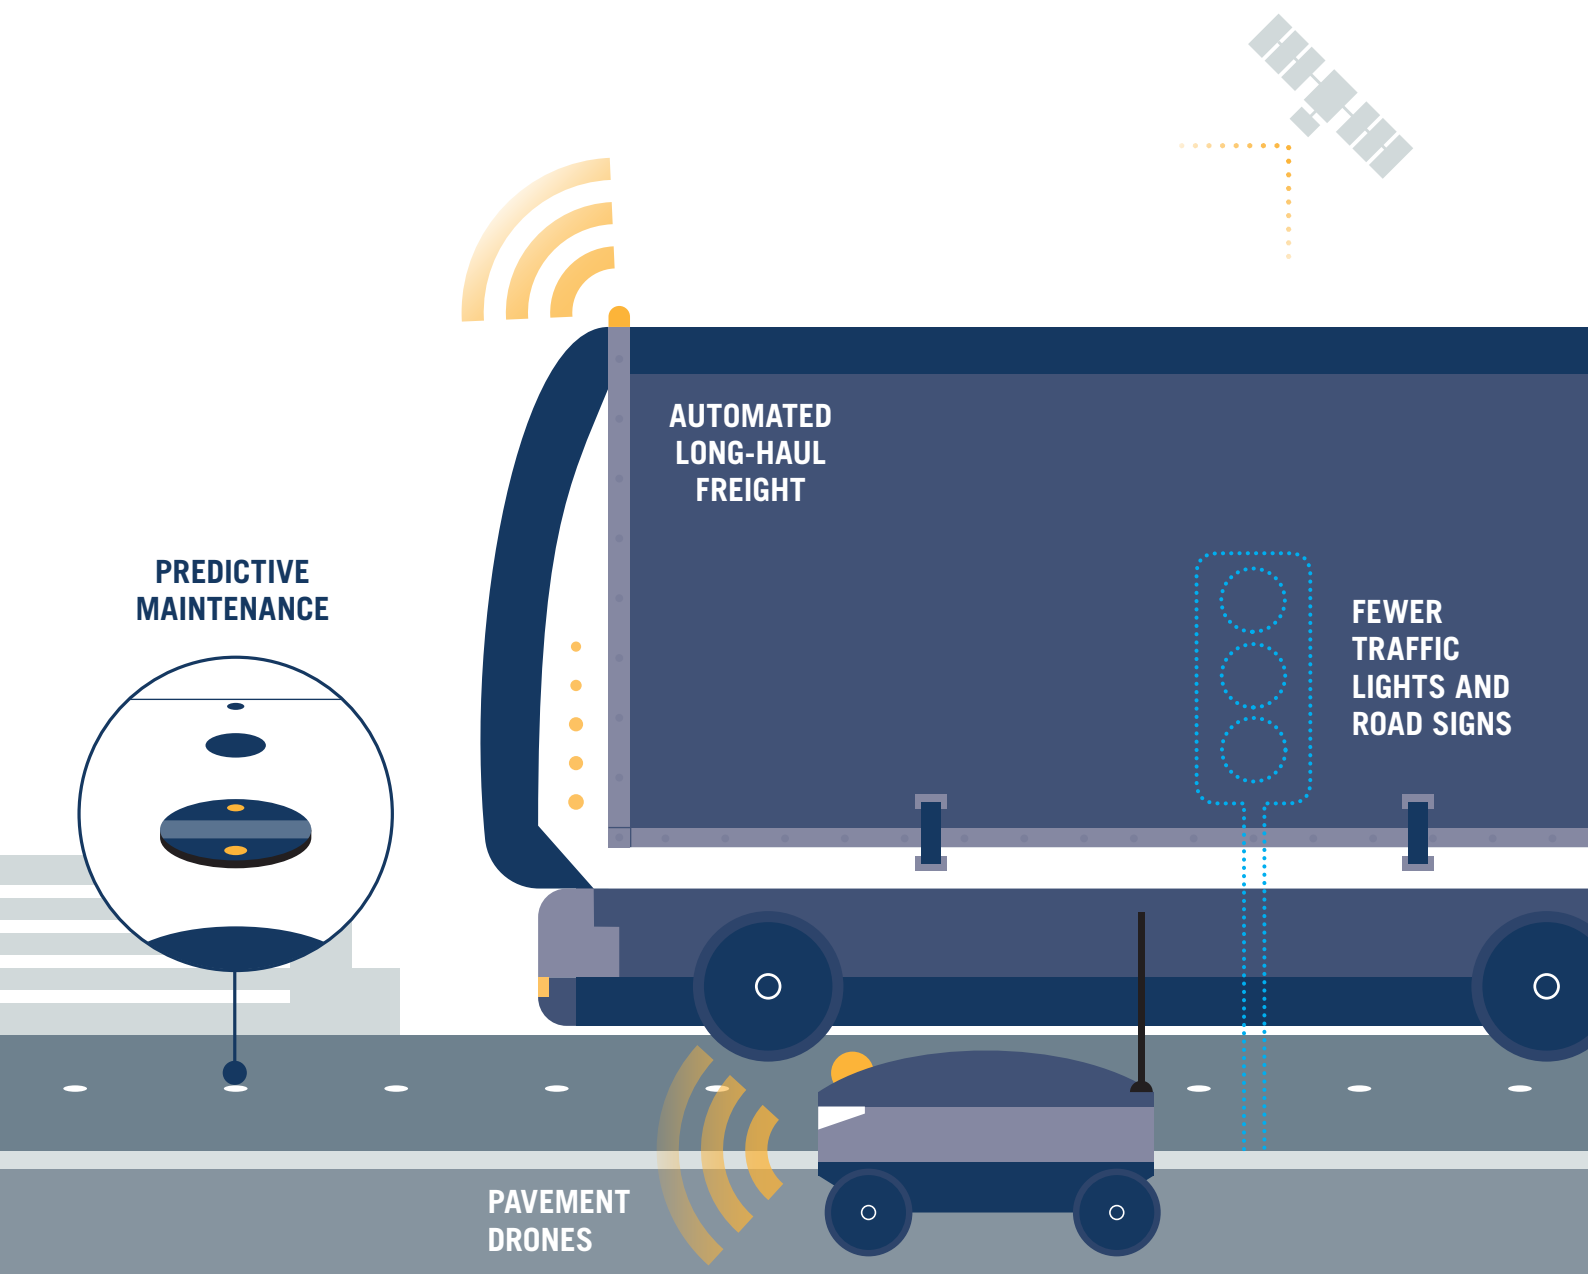 AUTOMATED
LONG-HAUL
FREIGHT
PREDICTIVE
MAINTENANCE
FEWER
TRAFFIC
LIGHTS AND
ROAD SIGNS
PAVEMENT
DRONES